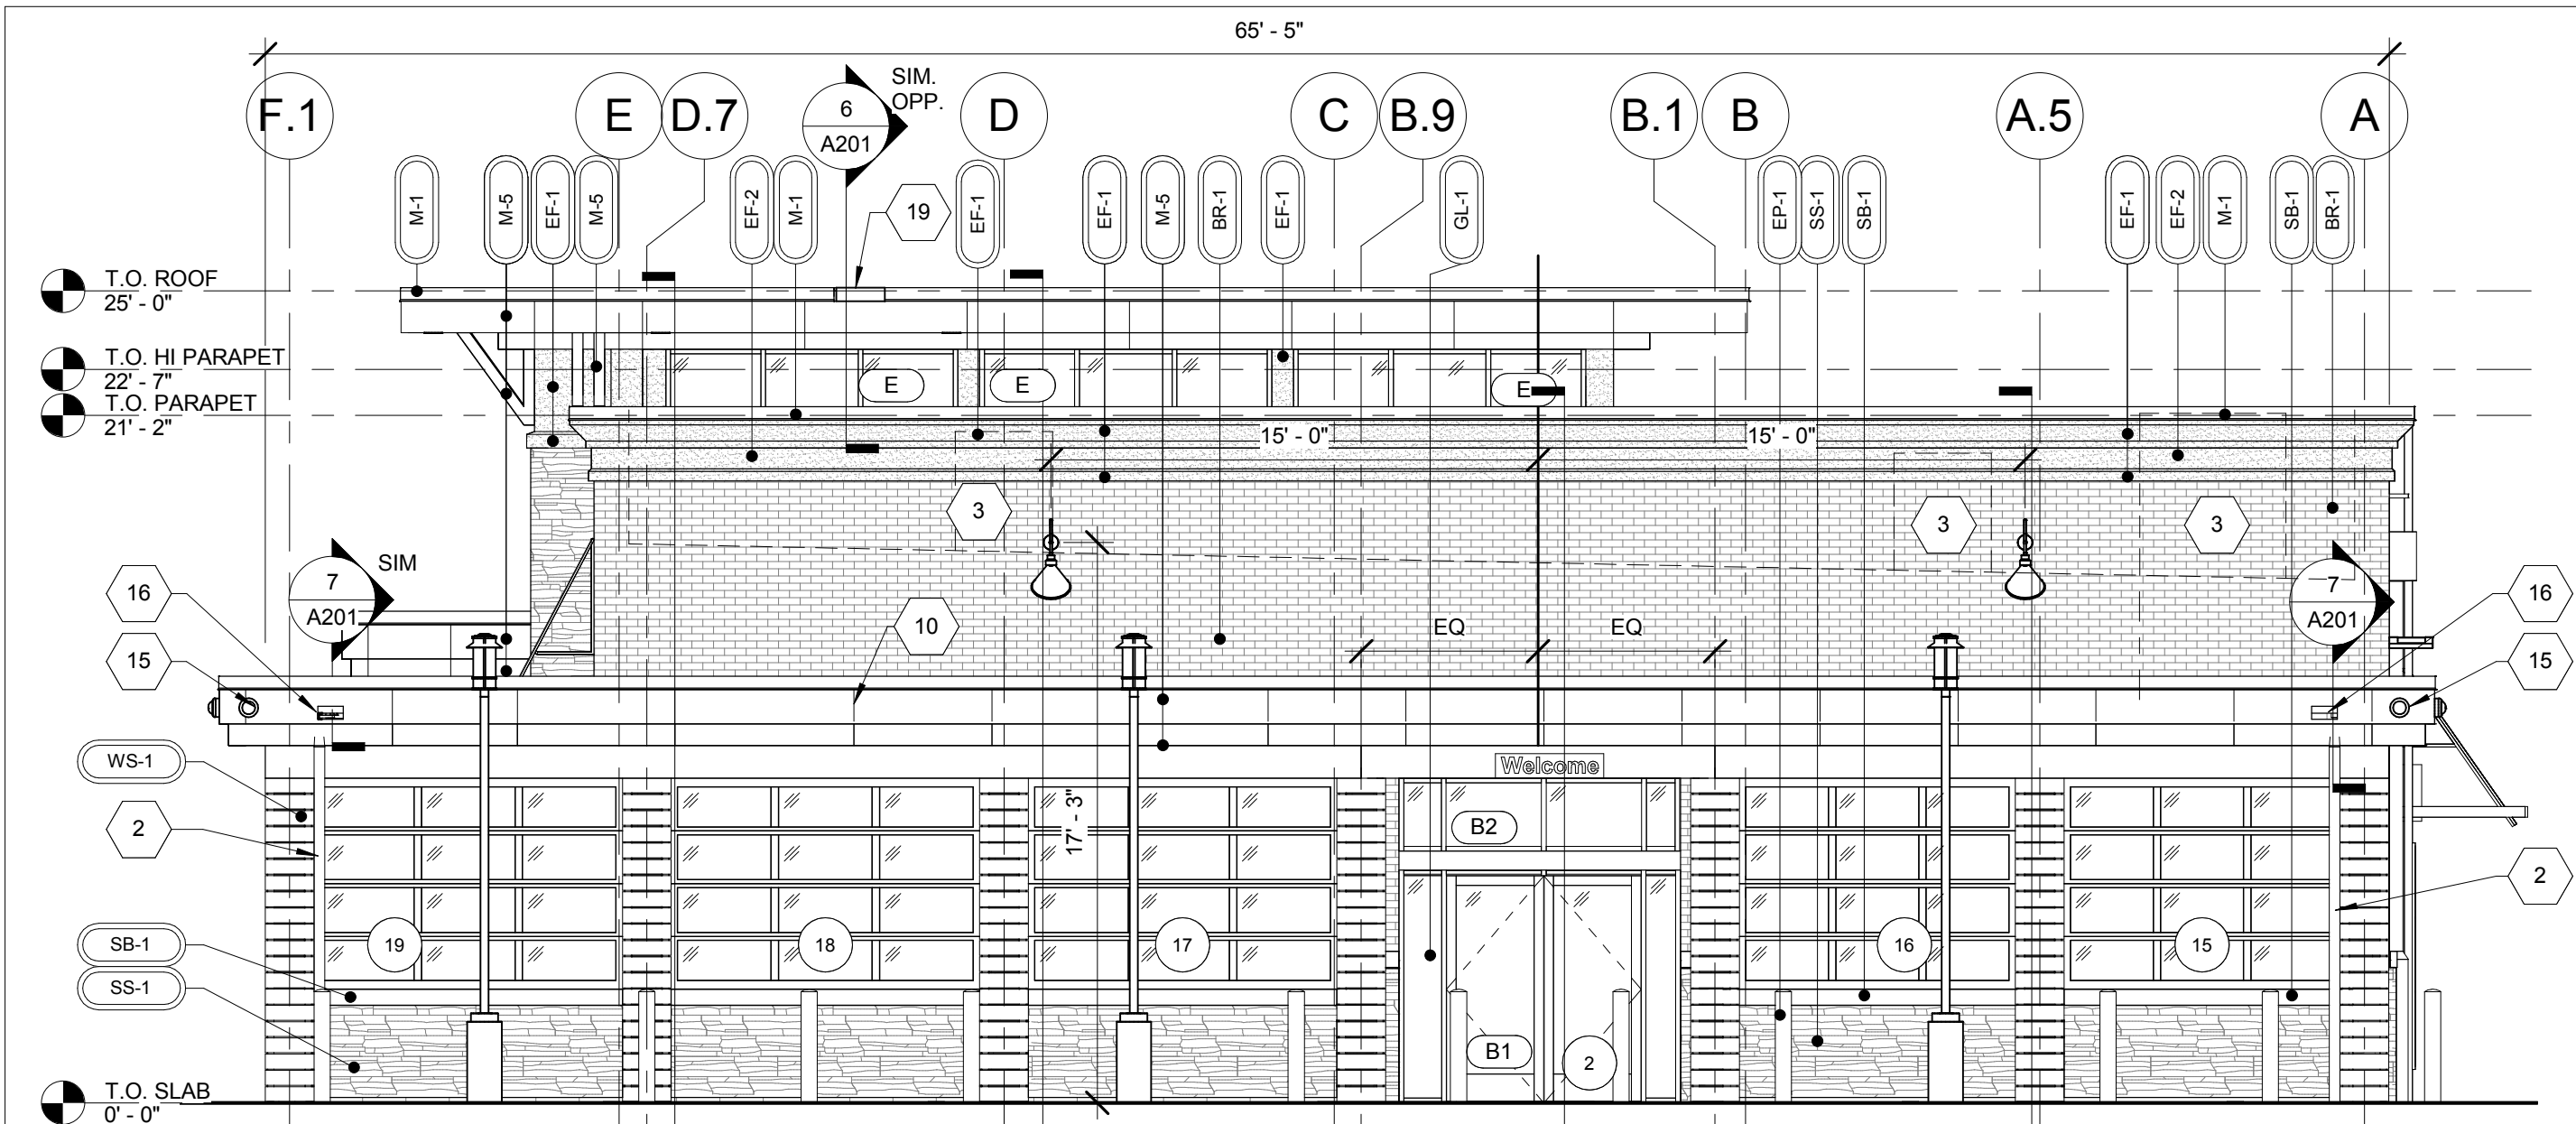 65' - 5"
F.1
E
D.7
6
A201
SIM.
OPP.
D
C
B.9
B.1
B
A.5
A
M-1
M-5
EF-1
M-5
EF-2
M-1
19
EF-1
EF-1
M-5
BR-1
EF-1
GL-1
EP-1
SS-1
SB-1
EF-1
EF-2
M-1
SB-1
BR-1
T.O. ROOF
25' - 0"
T.O. HI PARAPET
22' - 7"
T.O. PARAPET
21' - 2"
E
E
E
15' - 0"
15' - 0"
3
3
3
7
A201
SIM
16
15
10
EQ
EQ
7
A201
16
15
WS-1
2
Welcome
B2
17' - 3"
2
SB-1
SS-1
19
18
17
16
15
B1
2
T.O. SLAB
0' - 0"